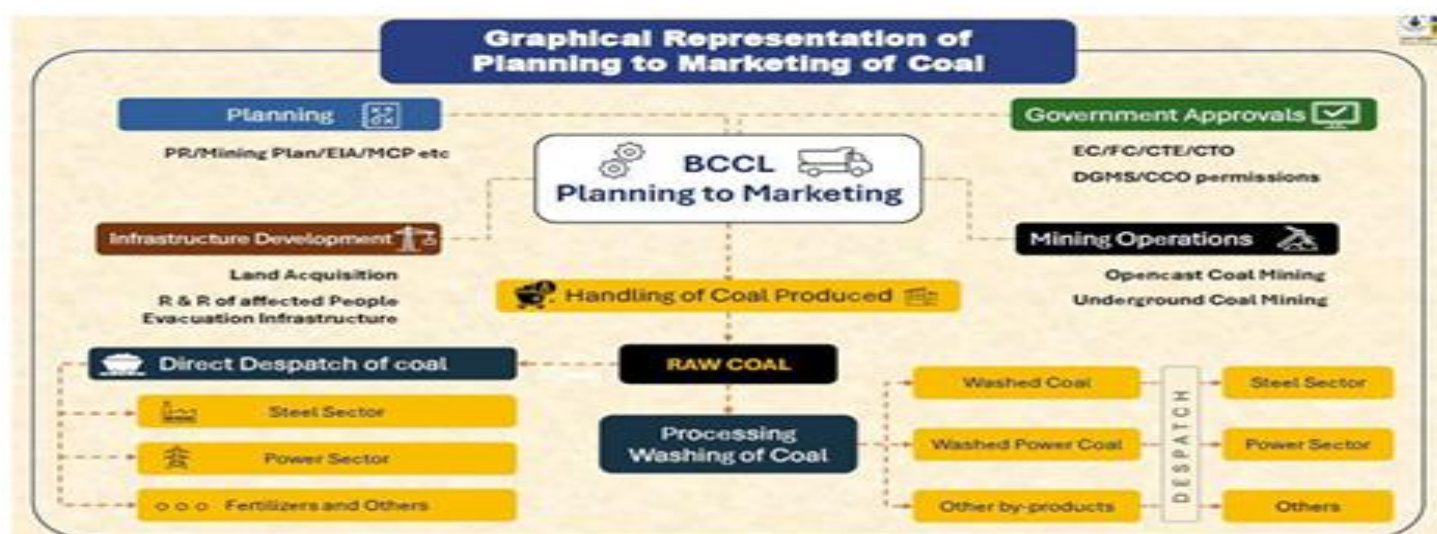 Graphical Representation of
Planning to Marketing of Coal
Planning
PR/Mining Plan/EIA/MCP etc
Government Approvals
EC/FC/CTE/CTO
DGMS/CCO permissions
BCCL
Planning to Marketing
Infrastructure Development
Land Acquisition
R & R of affected People
Evacuation Infrastructure
Mining Operations
Opencast Coal Mining
Underground Coal Mining
Handling of Coal Produced
RAW COAL
Direct Despatch of coal
Steel Sector
Power Sector
Fertilizers and Others
Processing
Washing of Coal
Washed Coal
Washed Power Coal
Other by-products
DESPATCH
Steel Sector
Power Sector
Others